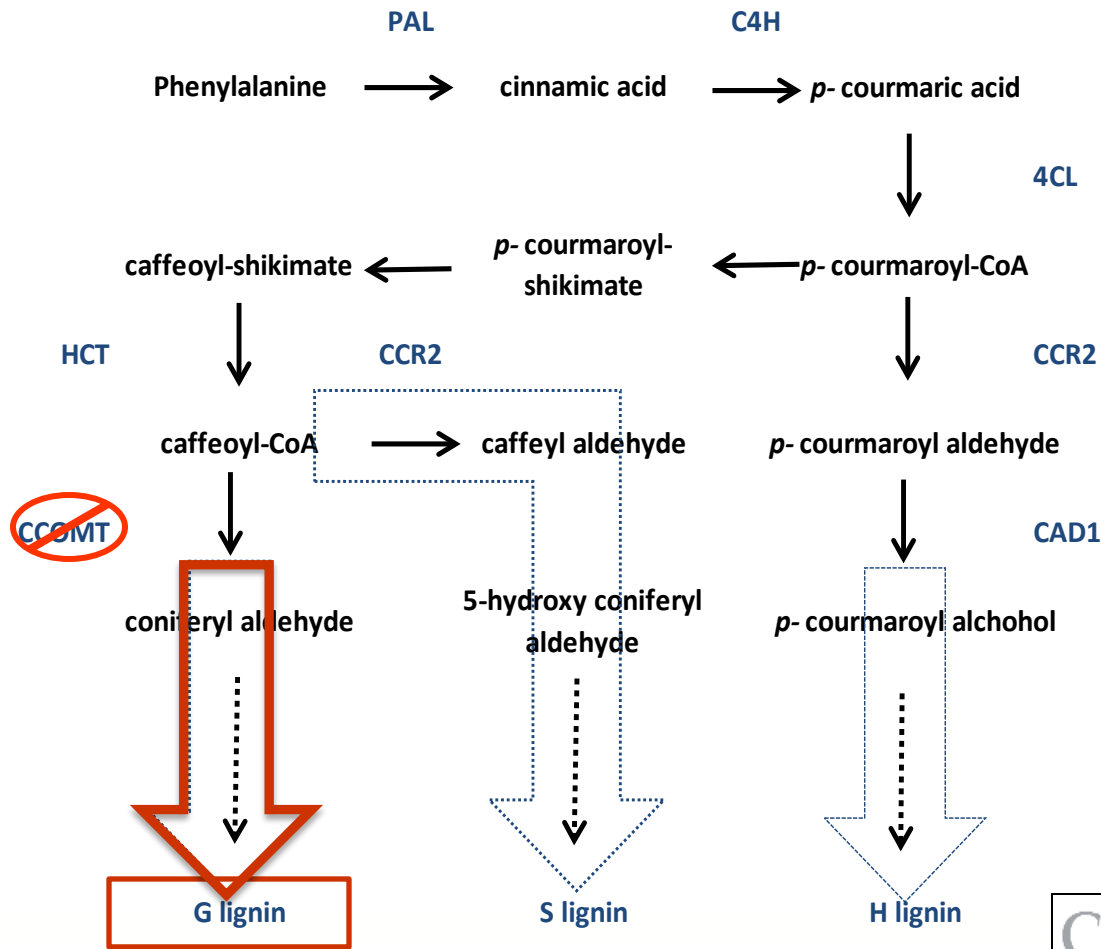 PAL C4H
Phenylalanine cinnamic acid p- courmaric acid
4CL
caffeoyl-shikimate p- courmaroyl- p- courmaroyl-CoA
shikimate
HCT CCR2 CCR2
caffeoyl-CoA caffeyl aldehyde p- courmaroyl aldehyde
CCOMT CAD1
coniferyl aldehyde 5-hydroxy coniferyl p- courmaroyl alchohol
aldehyde
G lignin S lignin H lignin